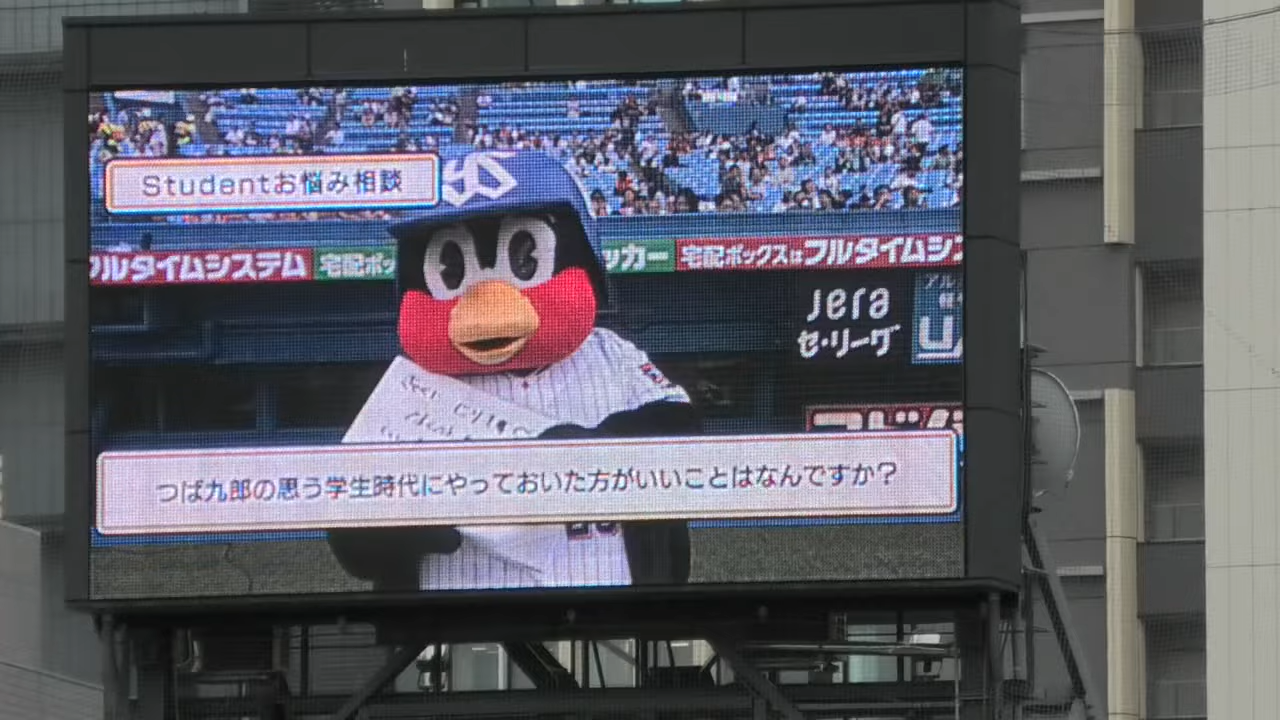 Studentお悩み相談
フルタイムシステム
宅配ボッ
ッカー
宅配ボックスはフルタイムシ
jera
セ・リーグ
つば九郎の思う学生時代にやっておいた方がいいことはなんですか？